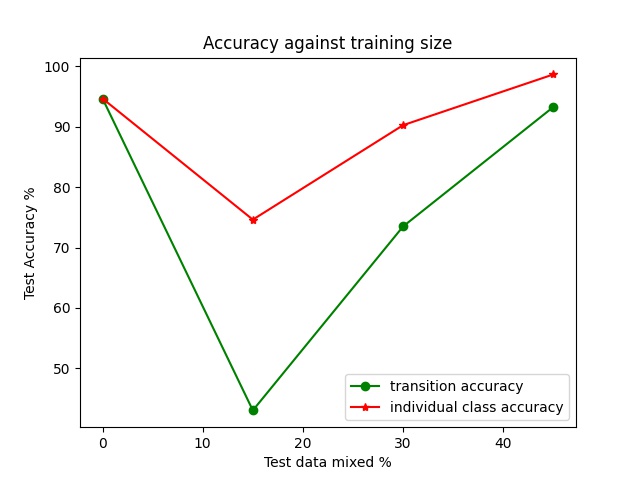 Accuracy against training size
Test Accuracy %
100
90
80
70
60
50
0
10
20
30
40
Test data mixed %
transition accuracy
individual class accuracy